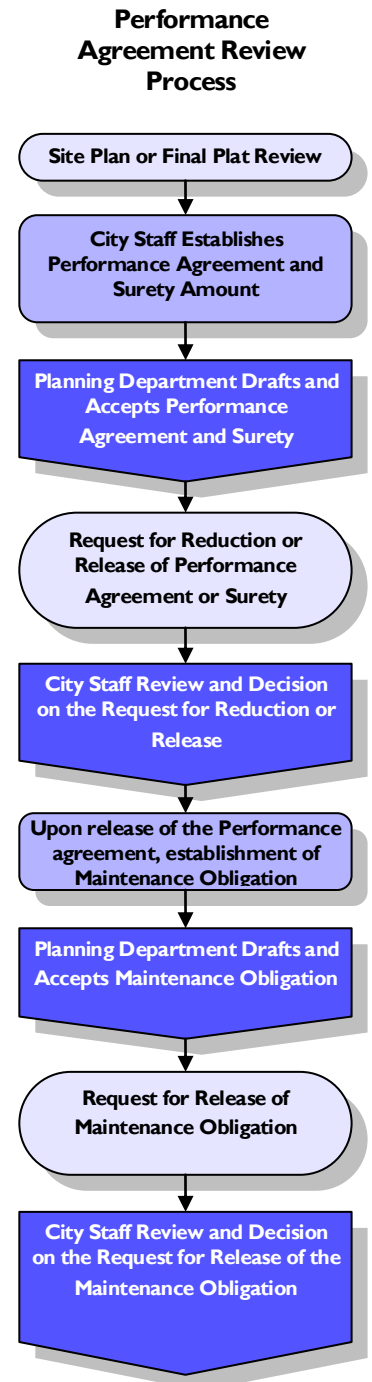 Performance
Agreement Review
Process
Site Plan or Final Plat Review
City Staff Establishes
Performance Agreement and
Surety Amount
Planning Department Drafts and
Accepts Performance
Agreement and Surety
Request for Reduction or
Release of Performance
Agreement or Surety
City Staff Review and Decision
on the Request for Reduction or
Release
Upon release of the Performance
agreement, establishment of
Maintenance Obligation
Planning Department Drafts and
Accepts Maintenance Obligation
Request for Release of
Maintenance Obligation
City Staff Review and Decision
on the Request for Release of the
Maintenance Obligation